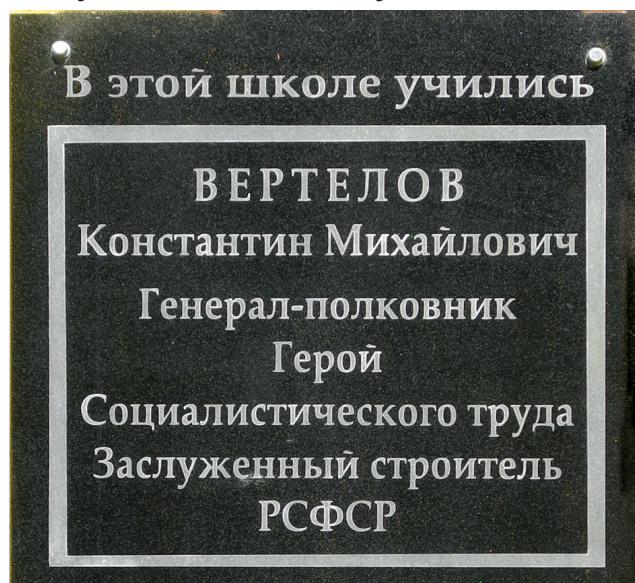 В этой школе учились
ВЕРТЕЛОВ
Константин Михайлович
Генерал-полковник
Герой
Социалистического труда
Заслуженный строитель
РСФСР